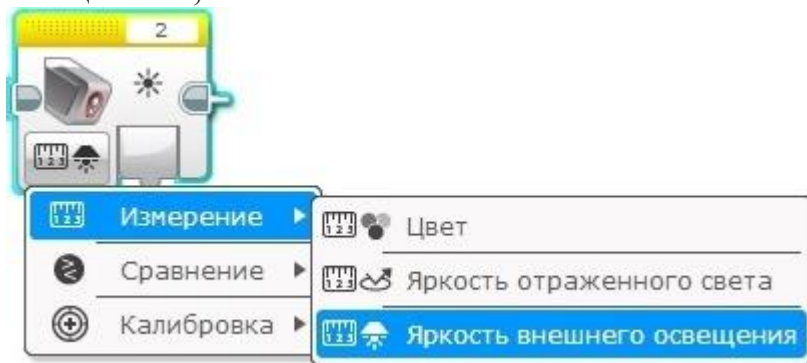 2
Измерение
Сравнение
Калибровка
Цвет
Яркость отраженного света
Яркость внешнего освещения